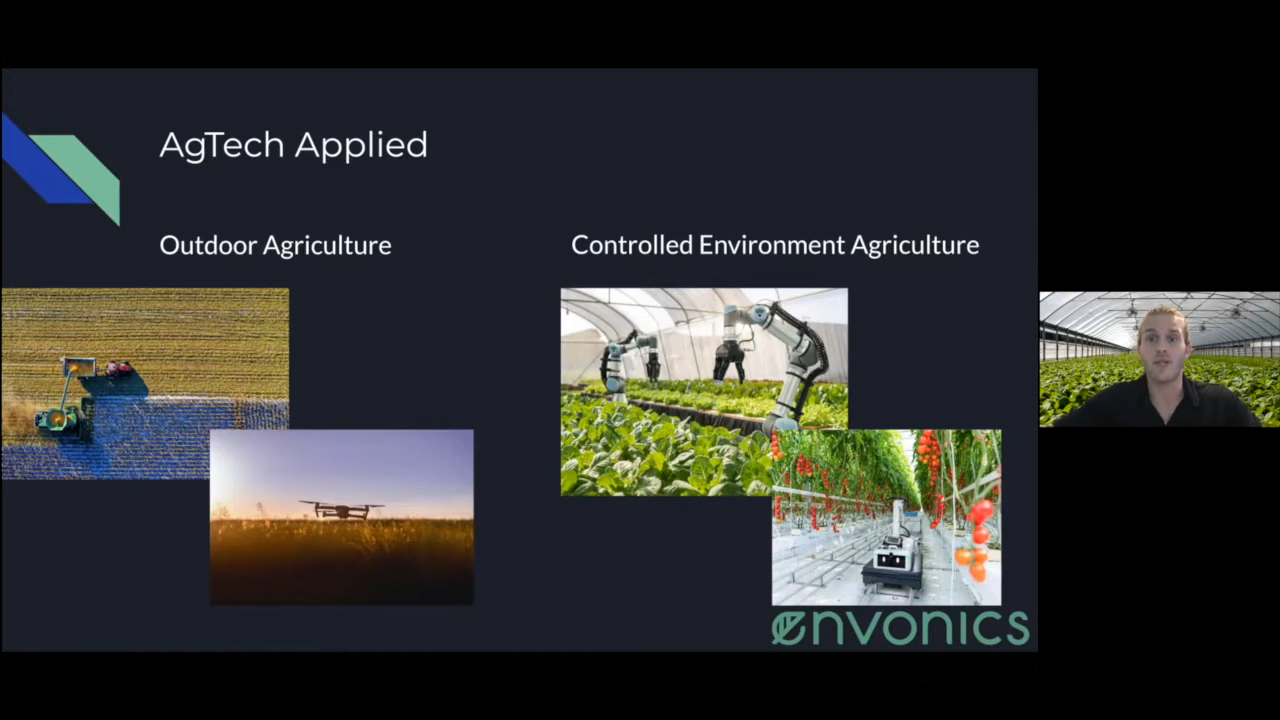 AgTech Applied
Outdoor Agriculture
Controlled Environment Agriculture
envonics